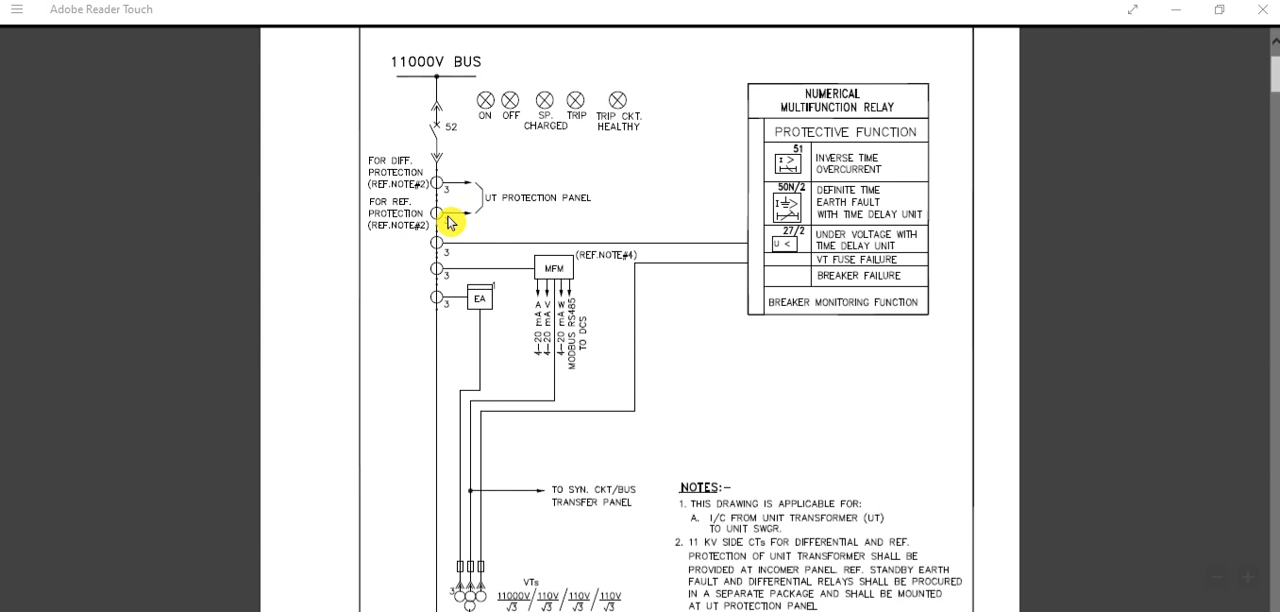 Adobe Reader Touch
11000V BUS
ON OFF SP. CHARGED TRIP TRIP CKT. HEALTHY
52
FOR DIFF.
PROTECTION
(REF.NOTE#2)
3
FOR REF.
PROTECTION
(REF.NOTE#2)
UT PROTECTION PANEL
3
3
3
MFM
(REF.NOTE#4)
EA
1
4-20 mA A
4-20 mA V
4-20 mA W
MODBUS RS485
TO DCS
NUMERICAL
MULTIFUNCTION RELAY
PROTECTIVE FUNCTION
51
I >
INVERSE TIME
OVERCURRENT
50N/2
I >
DEFINITE TIME
EARTH FAULT
WITH TIME DELAY UNIT
27/2
U <
UNDER VOLTAGE WITH
TIME DELAY UNIT
VT FUSE FAILURE
BREAKER FAILURE
BREAKER MONITORING FUNCTION
TO SYN. CKT/BUS
TRANSFER PANEL
3
VTs
11000V/110V/110V/110V
√3 √3 √3 √3
NOTES:-
1. THIS DRAWING IS APPLICABLE FOR:
A. I/C FROM UNIT TRANSFORMER (UT)
TO UNIT SWGR.
2. 11 KV SIDE CTs FOR DIFFERENTIAL AND REF.
PROTECTION OF UNIT TRANSFORMER SHALL BE
PROVIDED AT INCOMER PANEL. REF. STANDBY EARTH
FAULT AND DIFFERENTIAL RELAYS SHALL BE PROCURED
IN A SEPARATE PACKAGE AND SHALL BE MOUNTED
AT UT PROTECTION PANEL